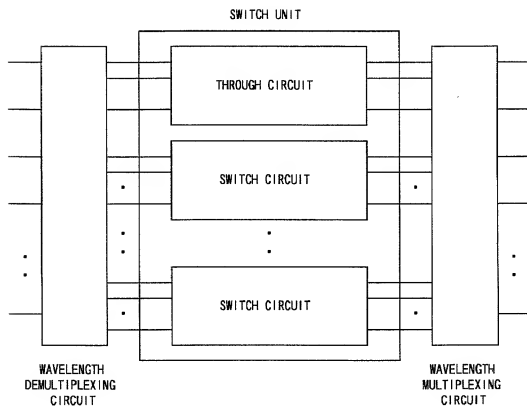 SWITCH UNIT
THROUGH CIRCUIT
SWITCH CIRCUIT
SWITCH CIRCUIT
WAVELENGTH
DEMULTIPLEXING
CIRCUIT
WAVELENGTH
MULTIPLEXING
CIRCUIT